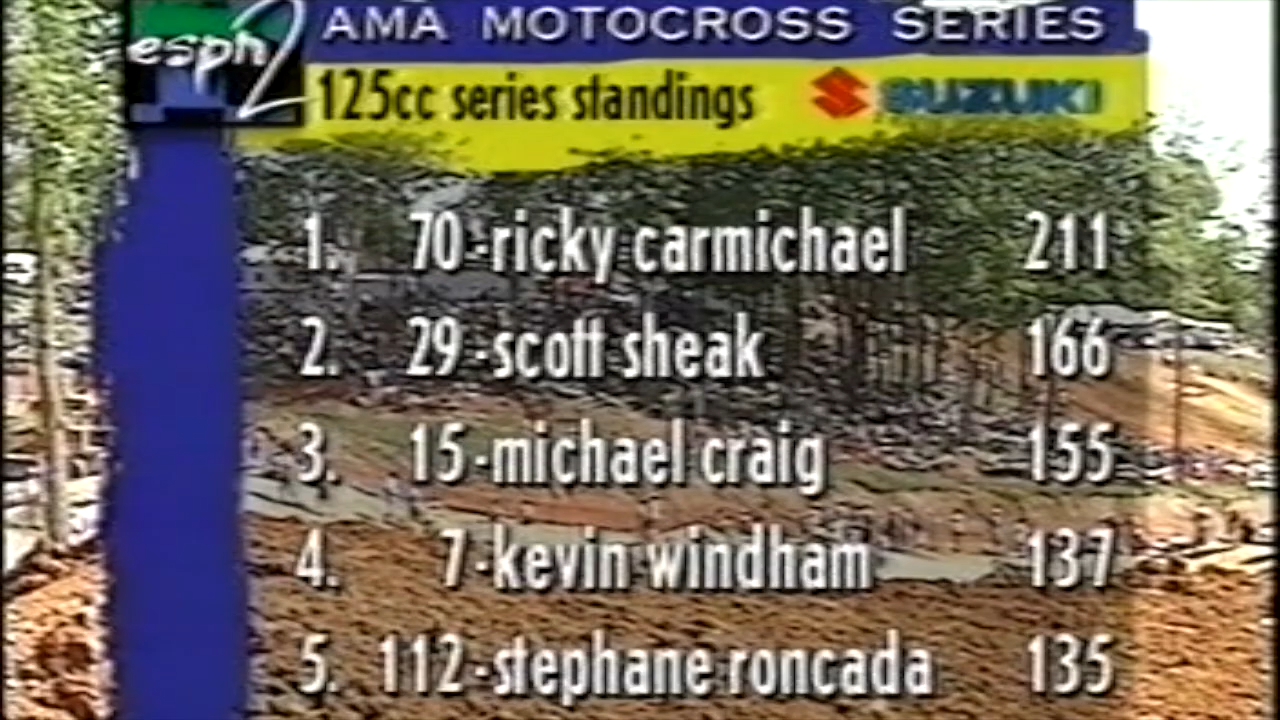 espn2
AMA MOTOCROSS SERIES
125cc series standings SUZUKI
1. 70-ricky carmichael 211
2. 29-scott sheak 166
3. 15-michael craig 155
4. 7-kevin windham 137
5. 112-stephane roncada 135